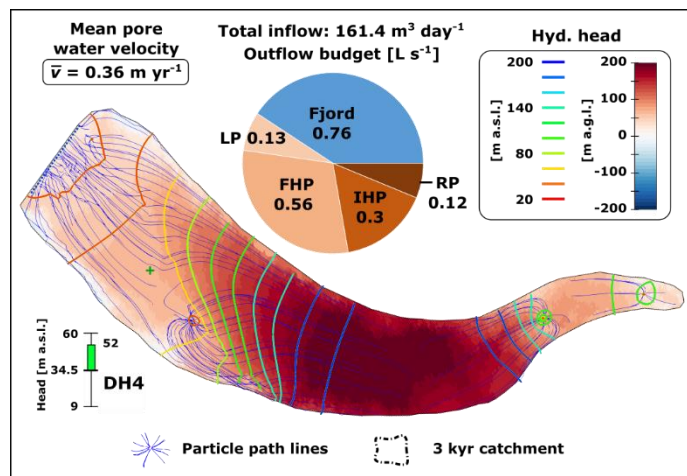 Mean pore
water velocity
v̅ = 0.36 m yr⁻¹
Total inflow: 161.4 m³ day⁻¹
Outflow budget [L s⁻¹]
Fjord
0.76
LP 0.13
FHP
0.56
IHP
0.3
RP
0.12
Hyd. head
[m a.s.l.]
200
140
80
20
[m a.g.l.]
200
100
0
-100
-200
Head [m a.s.l.]
60
52
34.5
9
DH4
Particle path lines
3 kyr catchment